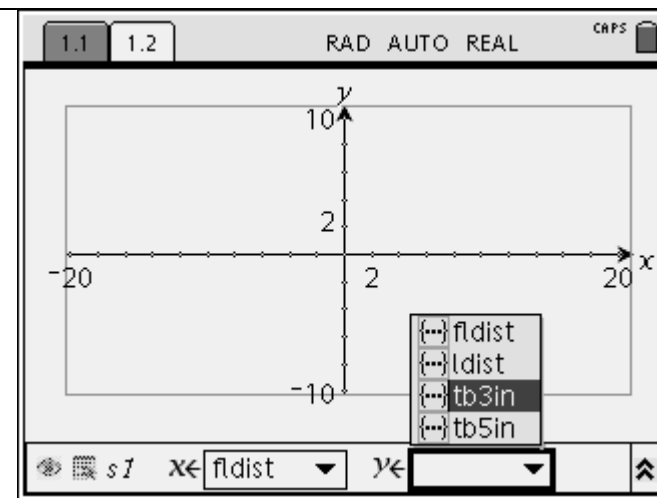 1.1 1.2 RAD AUTO REAL CAPS
y
10
2
-20 2 20 x
-10
fldist
ldist
tb3in
tb5in
s1 x← fldist y←